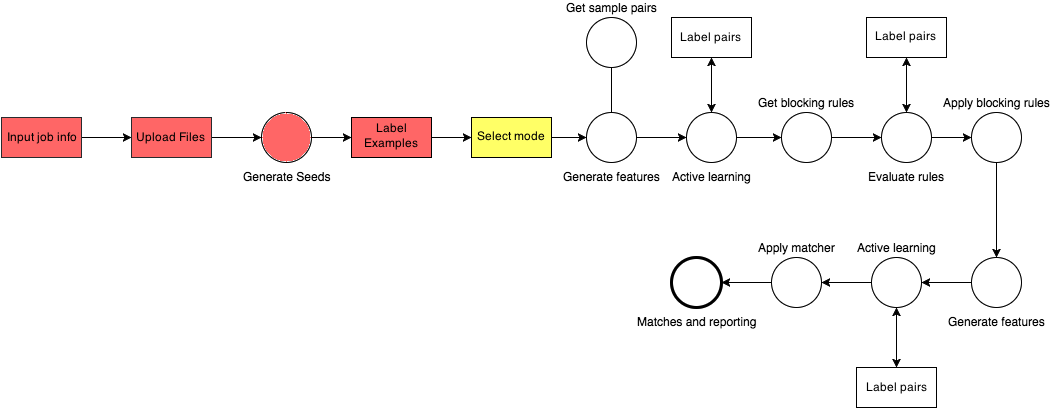 Get sample pairs
Label pairs
Label pairs
Get blocking rules
Apply blocking rules
Input job info
Upload Files
Label
Examples
Select mode
Generate Seeds
Generate features
Active learning
Evaluate rules
Apply matcher
Active learning
Matches and reporting
Generate features
Label pairs